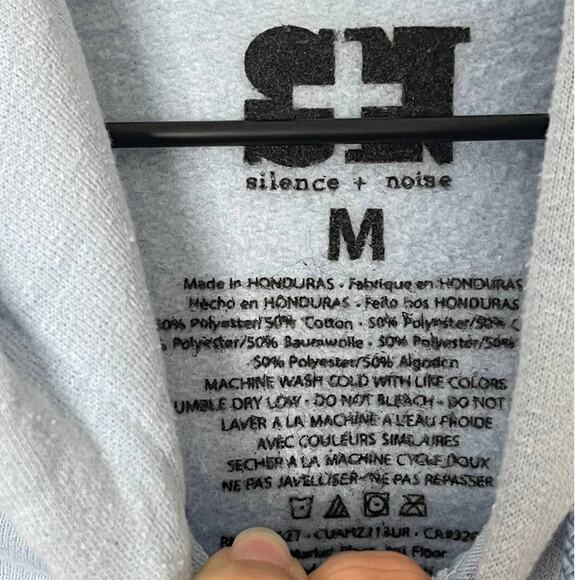 S+N
silence + noise
M
Made in HONDURAS · Fabrique en HONDURAS
Hecho en HONDURAS · Feito nos HONDURAS
50% Polyester/50% Cotton · 50% Polyester/50%
Polyester/50% Baumwolle · 50% Polyester/50%
50% Polyester/50% Algodon
MACHINE WASH COLD WITH LIKE COLORS
UMBLE DRY LOW · DO NOT BLEACH · DO NOT
LAVER A LA MACHINE A L'EAU FROIDE
AVEC COULEURS SIMILAIRES
SECHER A LA MACHINE CYCLE DOUX
NE PAS JAVELLISER · NE PAS REPASSER
Floor